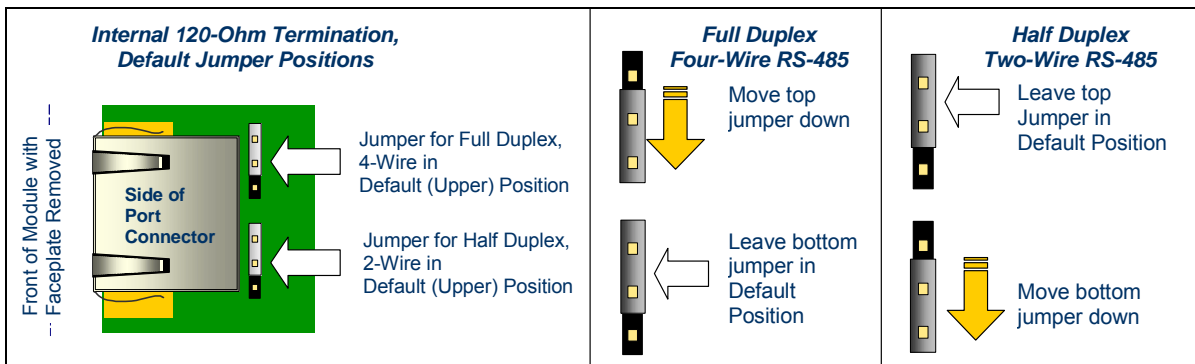 Internal 120-Ohm Termination,
Default Jumper Positions
Front of Module with
Faceplate Removed
Side of
Port
Connector
Jumper for Full Duplex,
4-Wire in
Default (Upper) Position
Jumper for Half Duplex,
2-Wire in
Default (Upper) Position
Full Duplex
Four-Wire RS-485
Move top
jumper down
Leave bottom
jumper in
Default
Position
Half Duplex
Two-Wire RS-485
Leave top
Jumper in
Default Position
Move bottom
jumper down